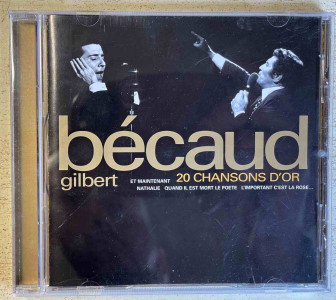 bécaud
gilbert
ET MAINTENANT 20 CHANSONS D'OR
NATHALIE QUAND IL EST MORT LE POETE L'IMPORTANT C'EST LA ROSE...